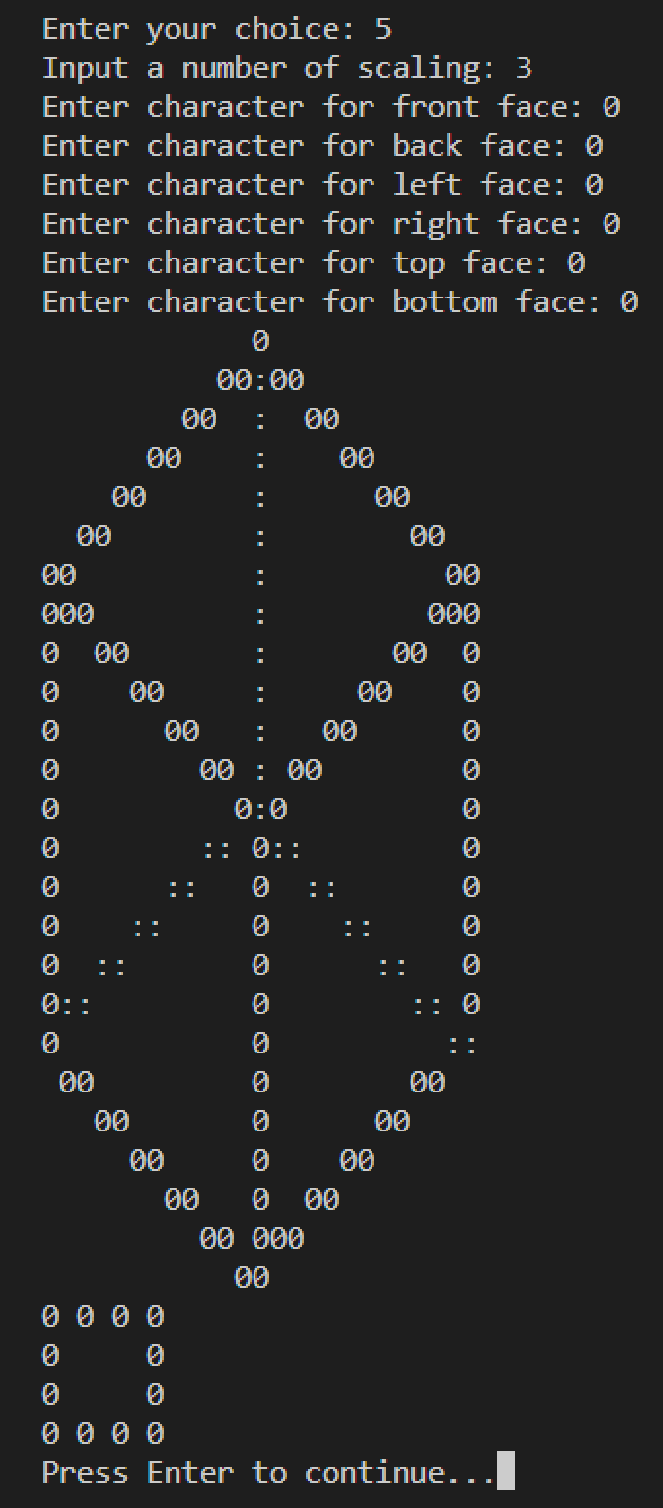 Enter your choice: 5
Input a number of scaling: 3
Enter character for front face: 0
Enter character for back face: 0
Enter character for left face: 0
Enter character for right face: 0
Enter character for top face: 0
Enter character for bottom face: 0
            0
          00:00
        00  :  00
      00    :    00
    00      :      00
  00        :        00
00          :          00
000         :         000
0  00       :       00  0
0    00     :     00    0
0      00   :   00      0
0        00 : 00        0
0          0:0          0
0        :: 0::         0
0      ::   0  ::       0
0    ::     0    ::     0
0  ::       0      ::   0
0::         0        :: 0
0           0          ::
 00         0        00
   00       0      00
     00     0    00
       00   0  00
         00 000
           00
0 0 0 0
0     0
0     0
0 0 0 0
Press Enter to continue...